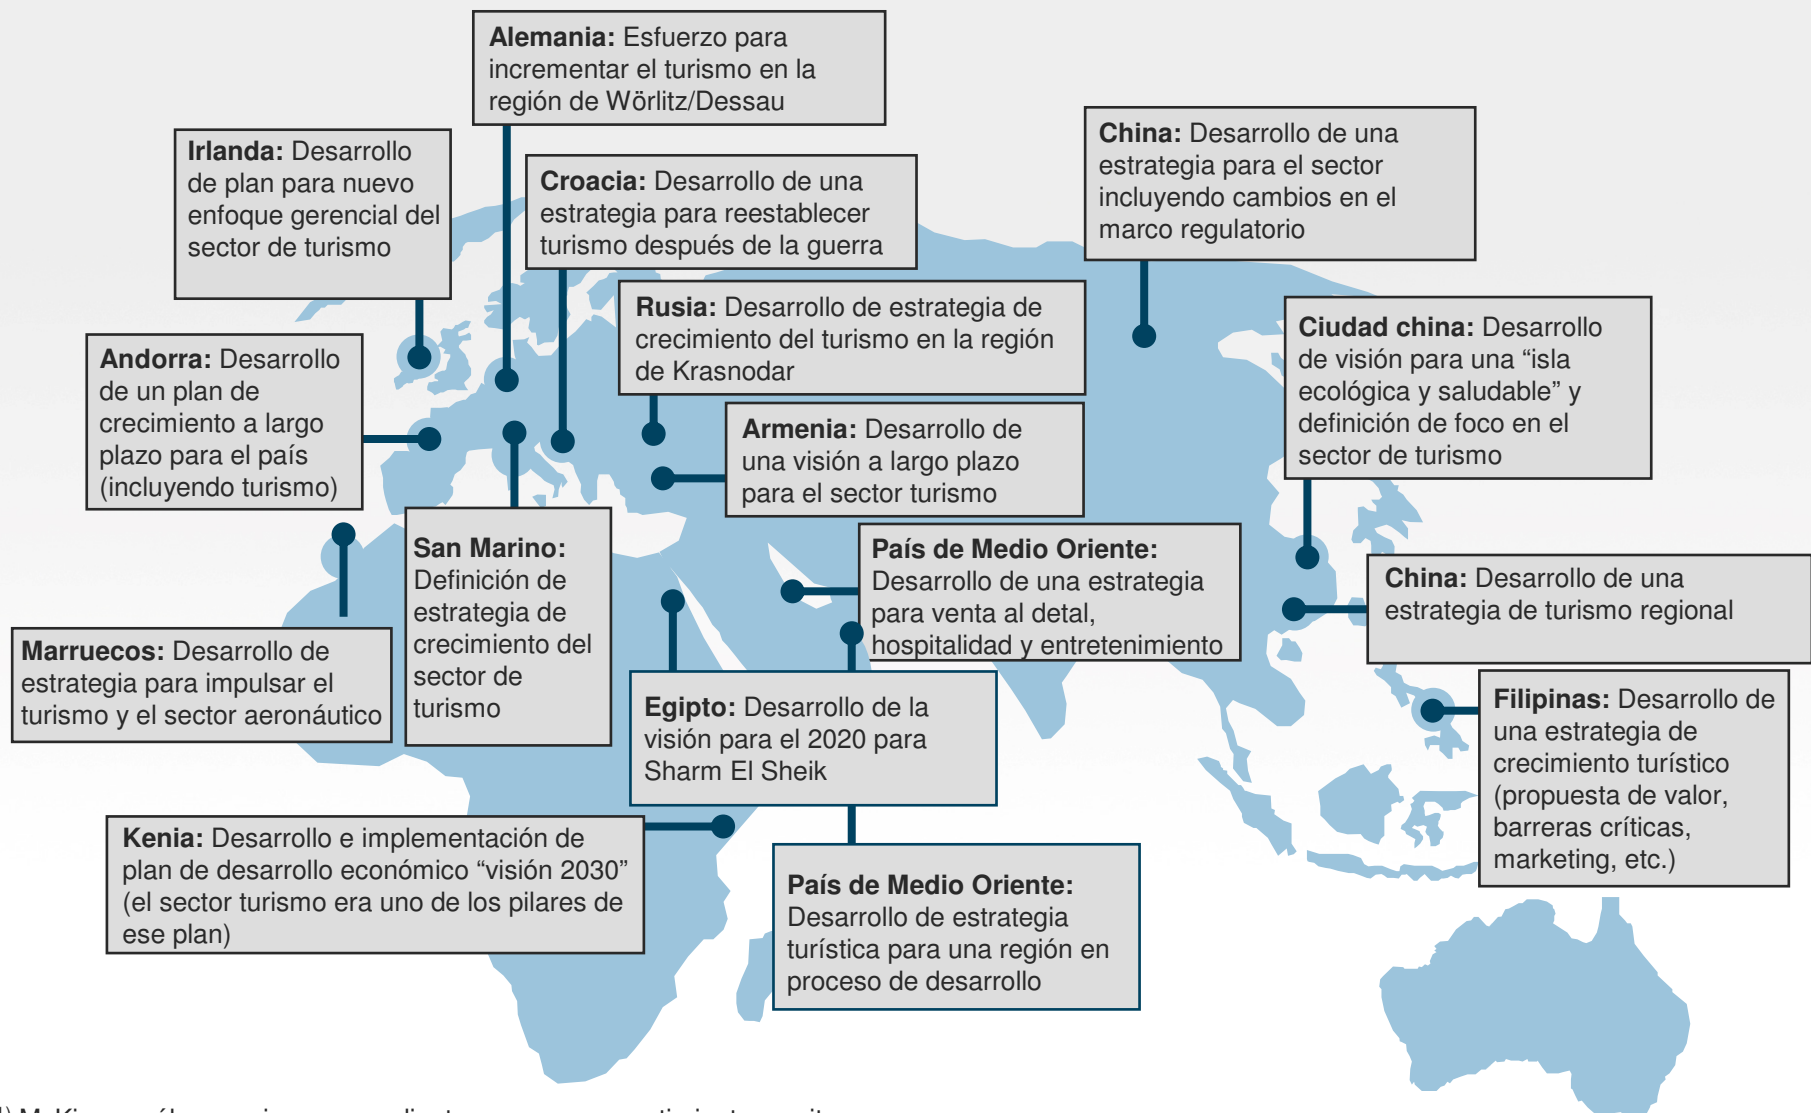 Alemania: Esfuerzo para
incrementar el turismo en la
región de Wörlitz/Dessau
Irlanda: Desarrollo
de plan para nuevo
enfoque gerencial del
sector de turismo
Croacia: Desarrollo de una
estrategia para reestablecer
turismo después de la guerra
China: Desarrollo de una
estrategia para el sector
incluyendo cambios en el
marco regulatorio
Rusia: Desarrollo de estrategia de
crecimiento del turismo en la región
de Krasnodar
Ciudad china: Desarrollo
de visión para una “isla
ecológica y saludable” y
definición de foco en el
sector de turismo
Andorra: Desarrollo
de un plan de
crecimiento a largo
plazo para el país
(incluyendo turismo)
Armenia: Desarrollo de
una visión a largo plazo
para el sector turismo
San Marino:
Definición de
estrategia de
crecimiento del
sector de
turismo
País de Medio Oriente:
Desarrollo de una estrategia
para venta al detal,
hospitalidad y entretenimiento
China: Desarrollo de una
estrategia de turismo regional
Marruecos: Desarrollo de
estrategia para impulsar el
turismo y el sector aeronáutico
Egipto: Desarrollo de la
visión para el 2020 para
Sharm El Sheik
Filipinas: Desarrollo de
una estrategia de
crecimiento turístico
(propuesta de valor,
barreras críticas,
marketing, etc.)
Kenia: Desarrollo e implementación de
plan de desarrollo económico “visión 2030”
(el sector turismo era uno de los pilares de
ese plan)
País de Medio Oriente:
Desarrollo de estrategia
turística para una región en
proceso de desarrollo